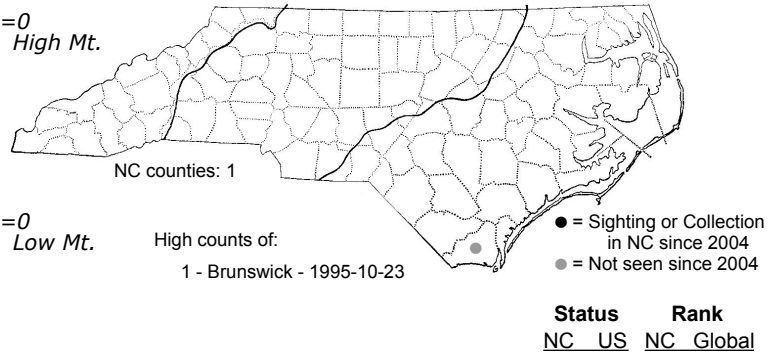 =0
High Mt.
NC counties: 1
=0
Low Mt.
High counts of:
1 - Brunswick - 1995-10-23
= Sighting or Collection
in NC since 2004
= Not seen since 2004
Status Rank
NC US NC Global